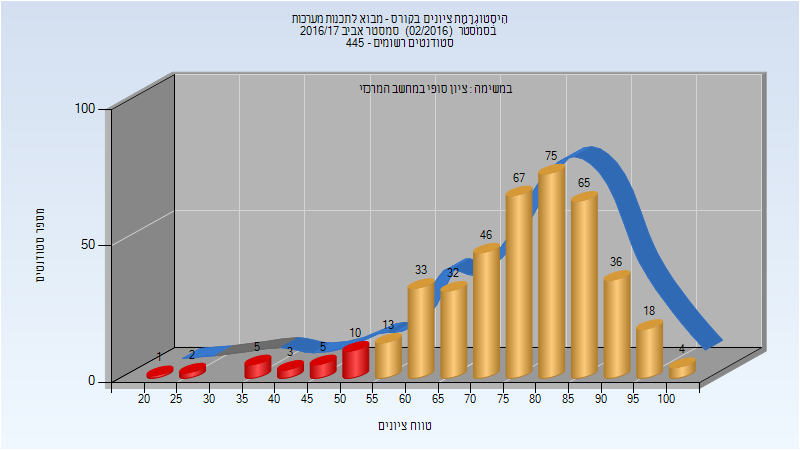 היסטוגרמת ציונים בקורס - מבוא לתכנות מערכות
בסמסטר (02/2016) סמסטר אביב 2016/17
סטודנטים רשומים - 445
במשימה : ציון סופי במחשב המרכזי
מספר סטודנטים
100
50
0
1
2
5
3
5
10
13
33
32
46
67
75
65
36
18
4
20 25 30 35 40 45 50 55 60 65 70 75 80 85 90 95 100
טווח ציונים